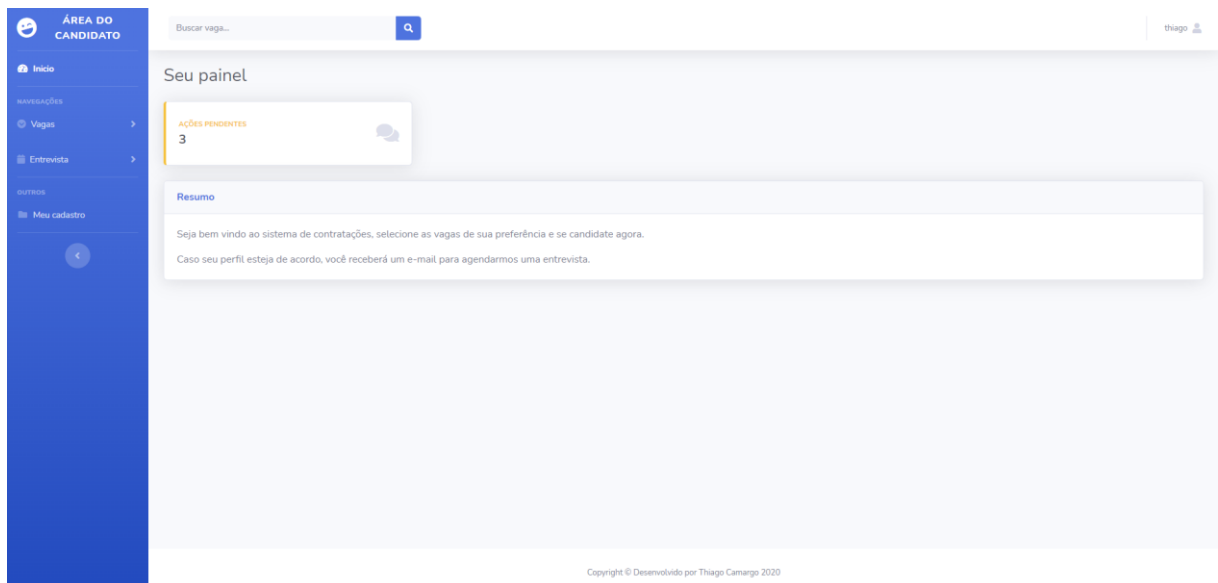 ÁREA DO
CANDIDATO
Inicio
NAVEGAÇÕES
Vagas
Entrevista
OUTROS
Meu cadastro
Buscar vaga...
thiago
Seu painel
AÇÕES PENDENTES
3
Resumo
Seja bem vindo ao sistema de contratações, selecione as vagas de sua preferência e se candidate agora.
Caso seu perfil esteja de acordo, você receberá um e-mail para agendarmos uma entrevista.
Copyright © Desenvolvido por Thiago Camargo 2020